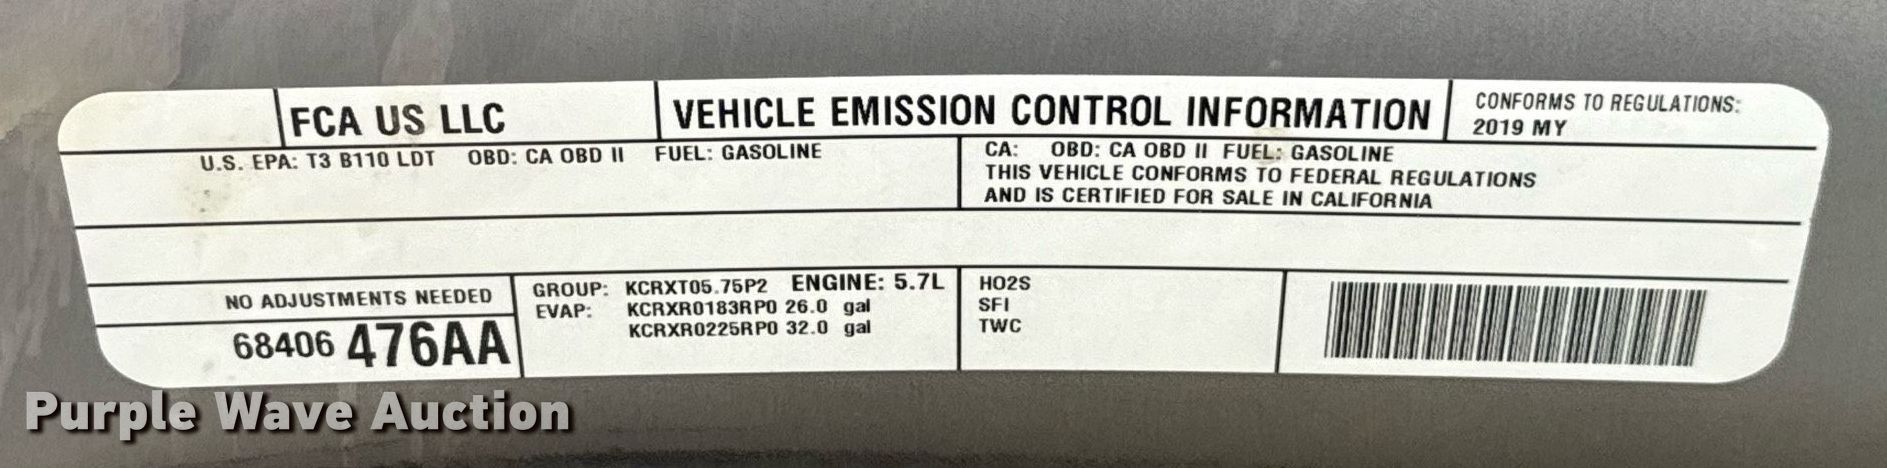 FCA US LLC
VEHICLE EMISSION CONTROL INFORMATION
CONFORMS TO REGULATIONS:
2019 MY
U.S. EPA: T3 B110 LDT OBD: CA OBD II FUEL: GASOLINE
CA: OBD: CA OBD II FUEL: GASOLINE
THIS VEHICLE CONFORMS TO FEDERAL REGULATIONS
AND IS CERTIFIED FOR SALE IN CALIFORNIA
NO ADJUSTMENTS NEEDED
68406 476AA
GROUP: KCRXT05.75P2 ENGINE: 5.7L
EVAP: KCRXR0183RP0 26.0 gal
KCRXR0225RP0 32.0 gal
HO2S
SFI
TWC
Purple Wave Auction